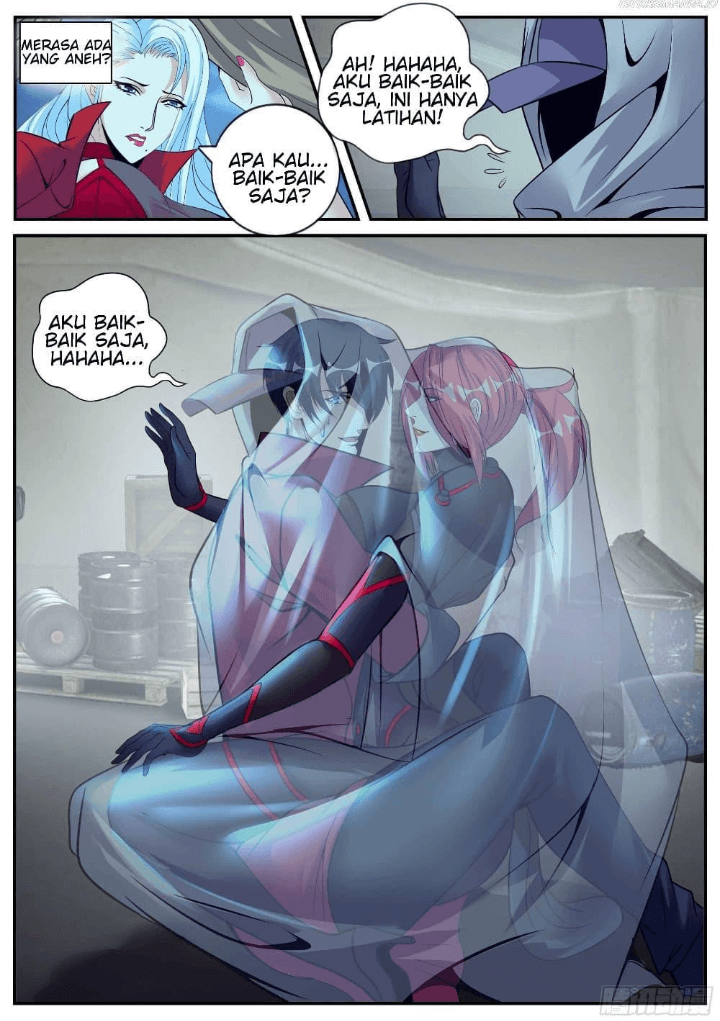 MERASA ADA
YANG ANEH?
APA KAU...
BAIK-BAIK
SAJA?
AH! HAHAHA,
AKU BAIK-BAIK
SAJA, INI HANYA
LATIHAN!
AKU BAIK-
BAIK SAJA,
HAHAHA...